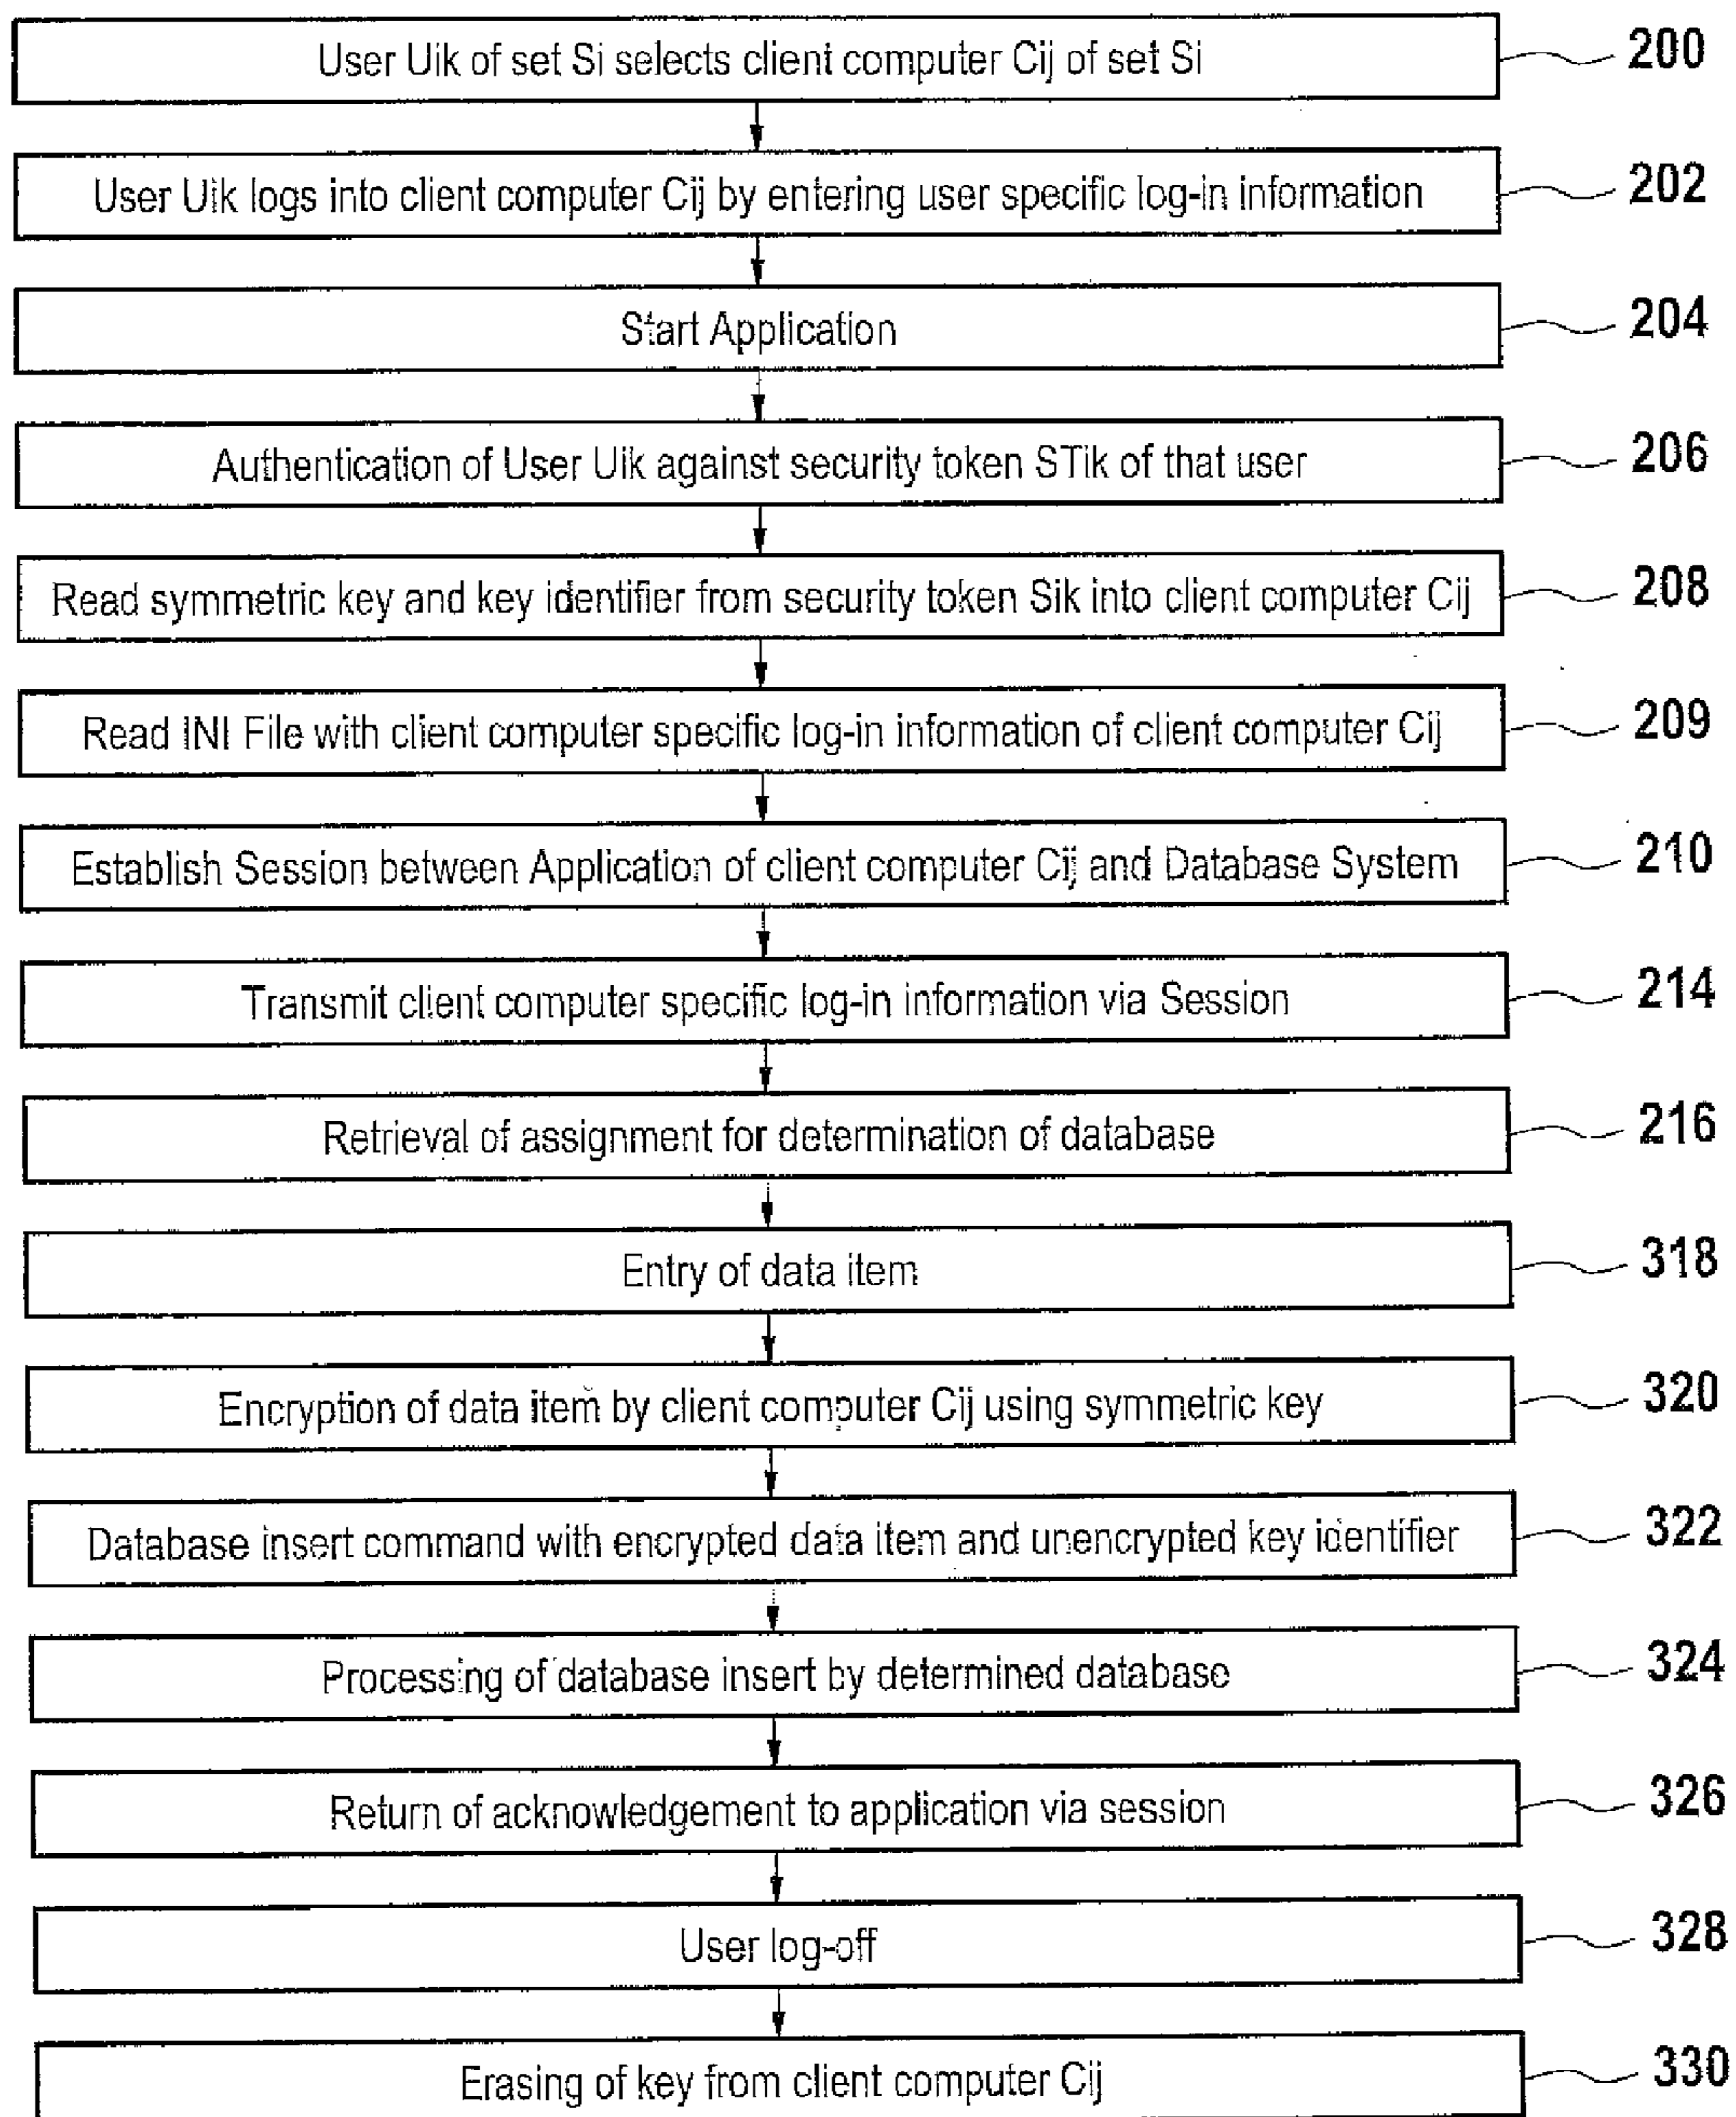 User Uik of set Si selects client computer Cij of set Si 200
User Uik logs into client computer Cij by entering user specific log-in information 202
Start Application 204
Authentication of User Uik against security token STik of that user 206
Read symmetric key and key identifier from security token Sik into client computer Cij 208
Read INI File with client computer specific log-in information of client computer Cij 209
Establish Session between Application of client computer Cij and Database System 210
Transmit client computer specific log-in information via Session 214
Retrieval of assignment for determination of database 216
Entry of data item 318
Encryption of data item by client computer Cij using symmetric key 320
Database insert command with encrypted data item and unencrypted key identifier 322
Processing of database insert by determined database 324
Return of acknowledgement to application via session 326
User log-off 328
Erasing of key from client computer Cij 330